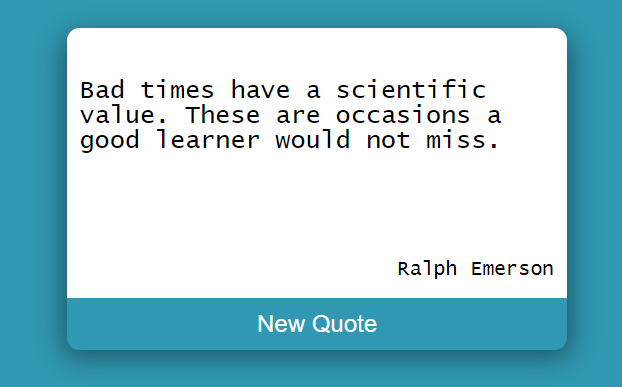 Bad times have a scientific
value. These are occasions a
good learner would not miss.
Ralph Emerson
New Quote